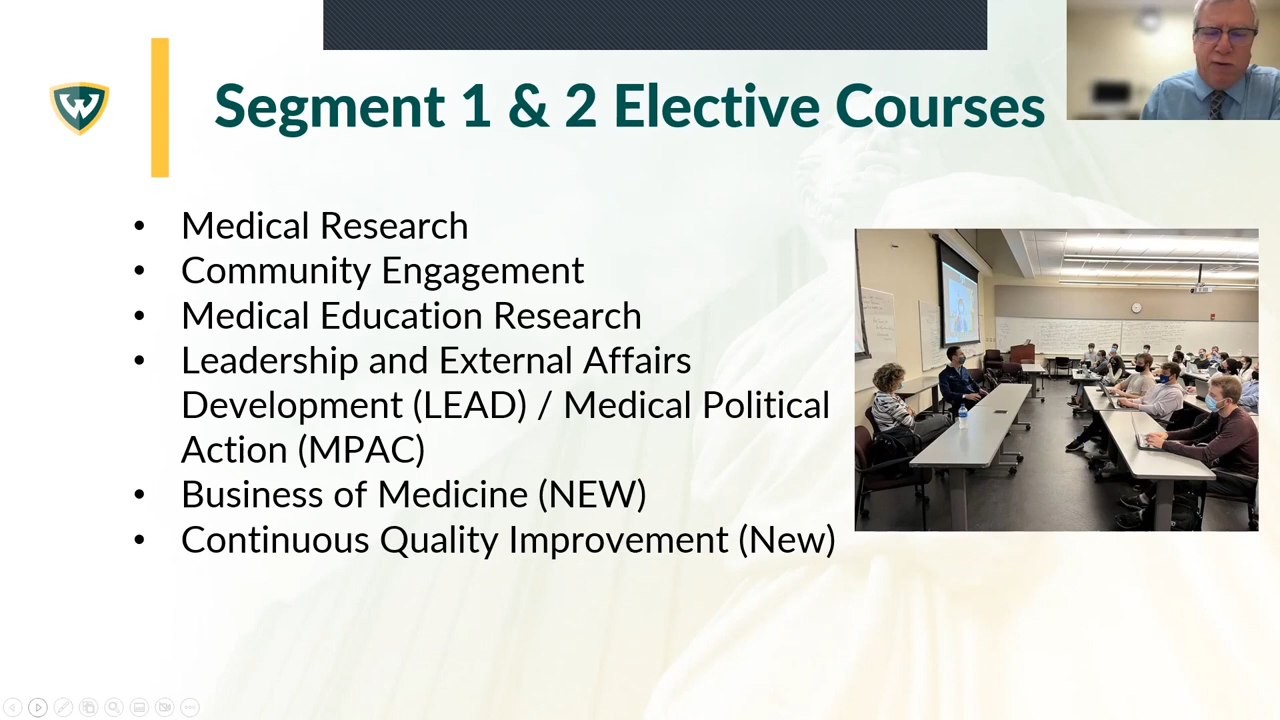 Segment 1 & 2 Elective Courses
• Medical Research
• Community Engagement
• Medical Education Research
• Leadership and External Affairs
Development (LEAD) / Medical Political
Action (MPAC)
• Business of Medicine (NEW)
• Continuous Quality Improvement (New)